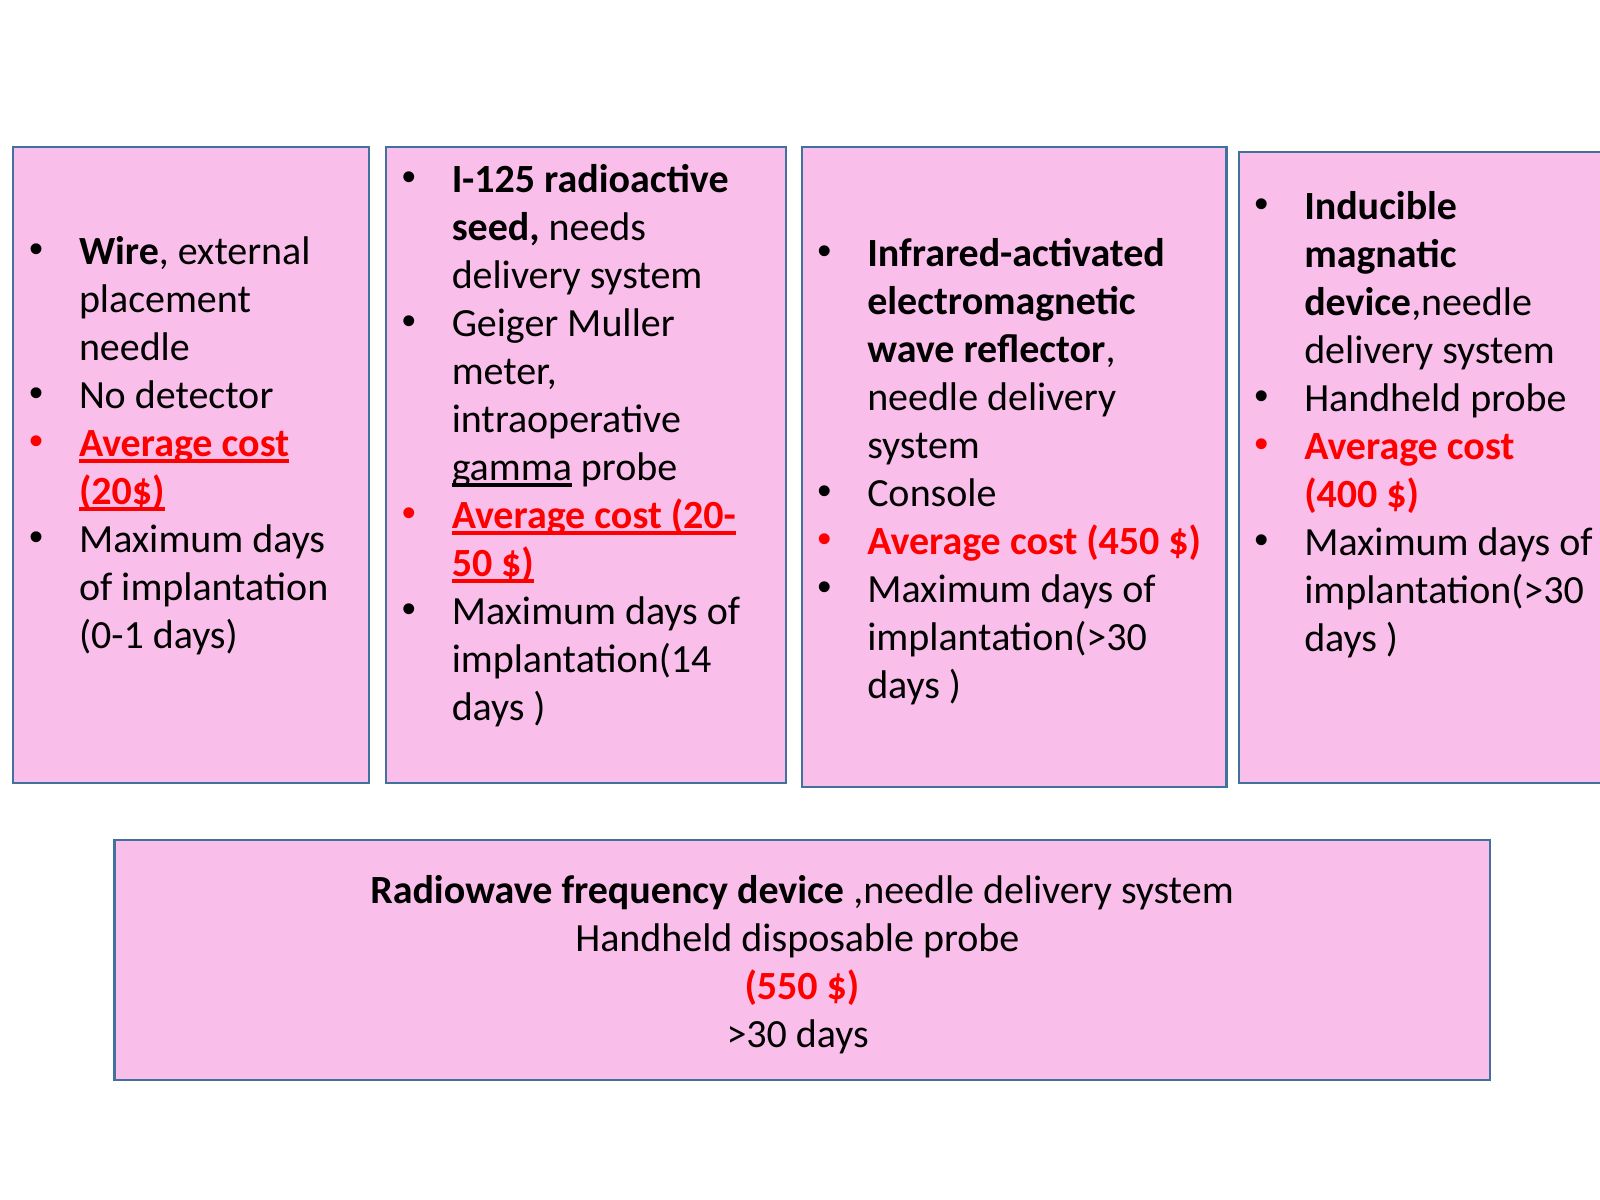 • Wire, external
placement
needle
• No detector
• Average cost
(20$)
• Maximum days
of implantation
(0-1 days)
• I-125 radioactive
seed, needs
delivery system
• Geiger Muller
meter,
intraoperative
gamma probe
• Average cost (20-
50 $)
• Maximum days of
implantation(14
days )
• Infrared-activated
electromagnetic
wave reflector,
needle delivery
system
• Console
• Average cost (450 $)
• Maximum days of
implantation(>30
days )
• Inducible
magnatic
device,needle
delivery system
• Handheld probe
• Average cost
(400 $)
• Maximum days of
implantation(>30
days )
Radiowave frequency device ,needle delivery system
Handheld disposable probe
(550 $)
>30 days